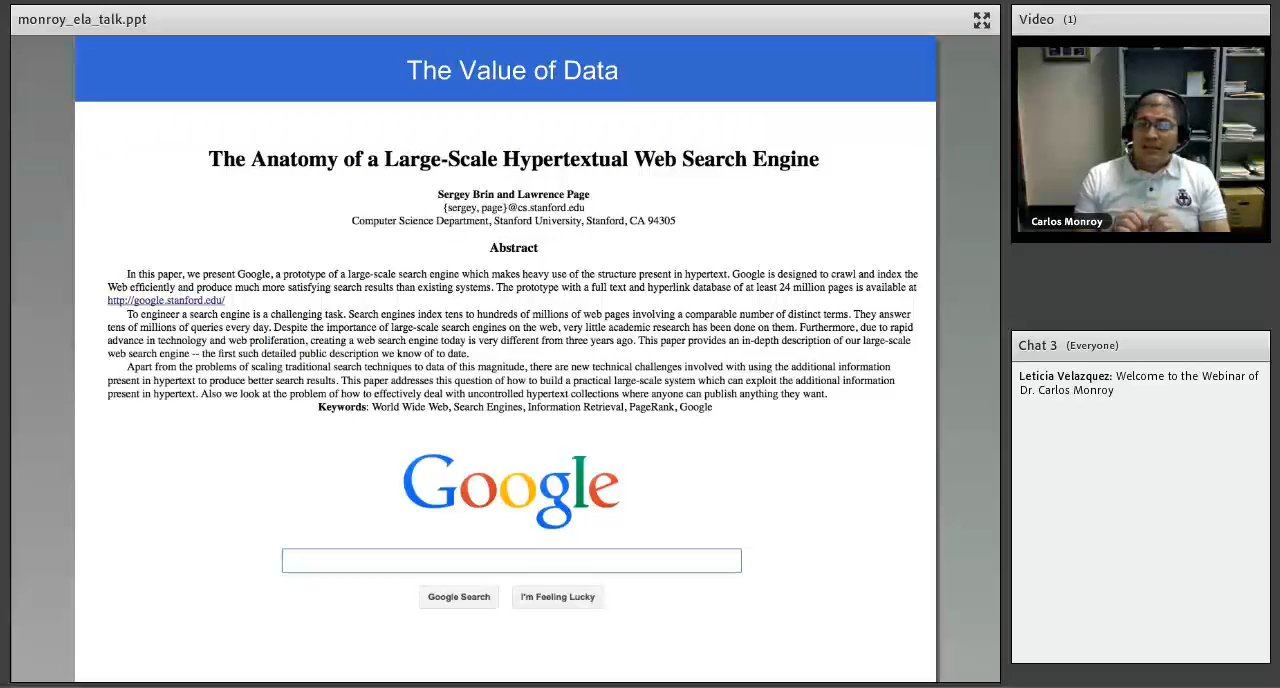 monroy_ela_talk.ppt
The Value of Data
The Anatomy of a Large-Scale Hypertextual Web Search Engine
Sergey Brin and Lawrence Page
{sergey, page}@cs.stanford.edu
Computer Science Department, Stanford University, Stanford, CA 94305
Abstract
In this paper, we present Google, a prototype of a large-scale search engine which makes heavy use of the structure present in hypertext. Google is designed to crawl and index the
Web efficiently and produce much more satisfying search results than existing systems. The prototype with a full text and hyperlink database of at least 24 million pages is available at
http://google.stanford.edu/
To engineer a search engine is a challenging task. Search engines index tens to hundreds of millions of web pages involving a comparable number of distinct terms. They answer
tens of millions of queries every day. Despite the importance of large-scale search engines on the web, very little academic research has been done on them. Furthermore, due to rapid
advance in technology and web proliferation, creating a web search engine today is very different from three years ago. This paper provides an in-depth description of our large-scale
web search engine -- the first such detailed public description we know of to date.
Apart from the problems of scaling traditional search techniques to data of this magnitude, there are new technical challenges involved with using the additional information
present in hypertext to produce better search results. This paper addresses this question of how to build a practical large-scale system which can exploit the additional information
present in hypertext. Also we look at the problem of how to effectively deal with uncontrolled hypertext collections where anyone can publish anything they want.
Keywords: World Wide Web, Search Engines, Information Retrieval, PageRank, Google
Google
Google Search
I'm Feeling Lucky
Video (1)
Carlos Monroy
Chat 3 (Everyone)
Leticia Velazquez: Welcome to the Webinar of
Dr. Carlos Monroy